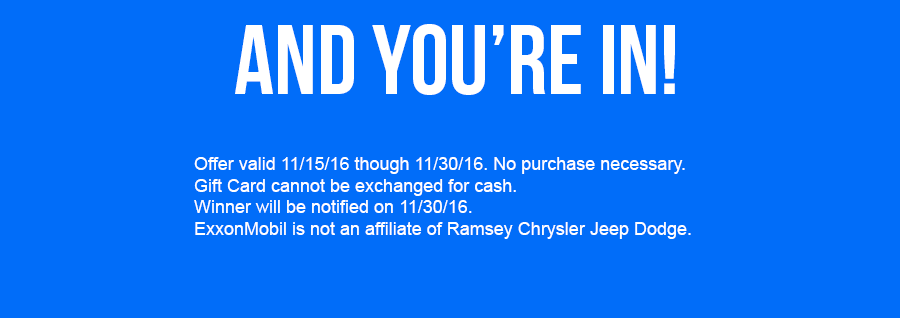 AND YOU’RE IN!
Offer valid 11/15/16 though 11/30/16. No purchase necessary.
Gift Card cannot be exchanged for cash.
Winner will be notified on 11/30/16.
ExxonMobil is not an affiliate of Ramsey Chrysler Jeep Dodge.